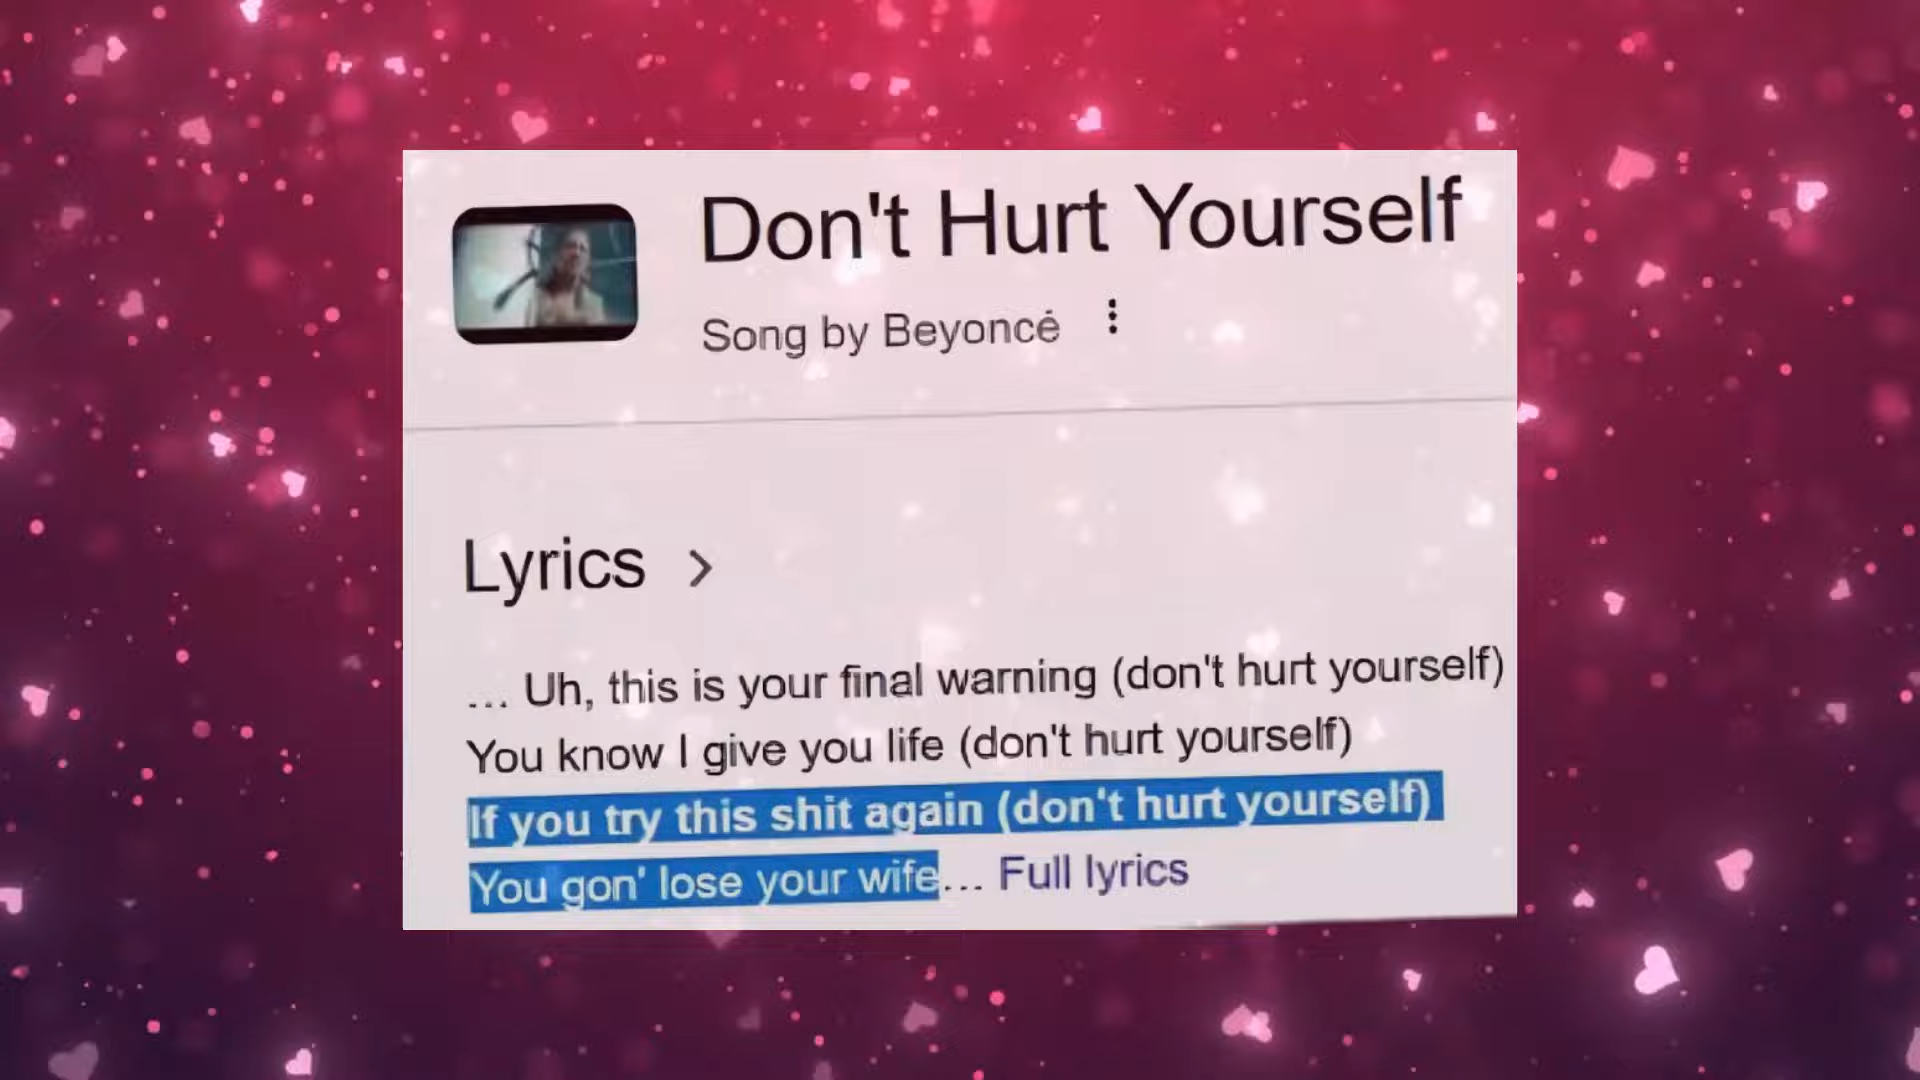 Don't Hurt Yourself
Song by Beyoncé
Lyrics
... Uh, this is your final warning (don't hurt yourself)
You know I give you life (don't hurt yourself)
If you try this shit again (don't hurt yourself)
You gon' lose your wife... Full lyrics